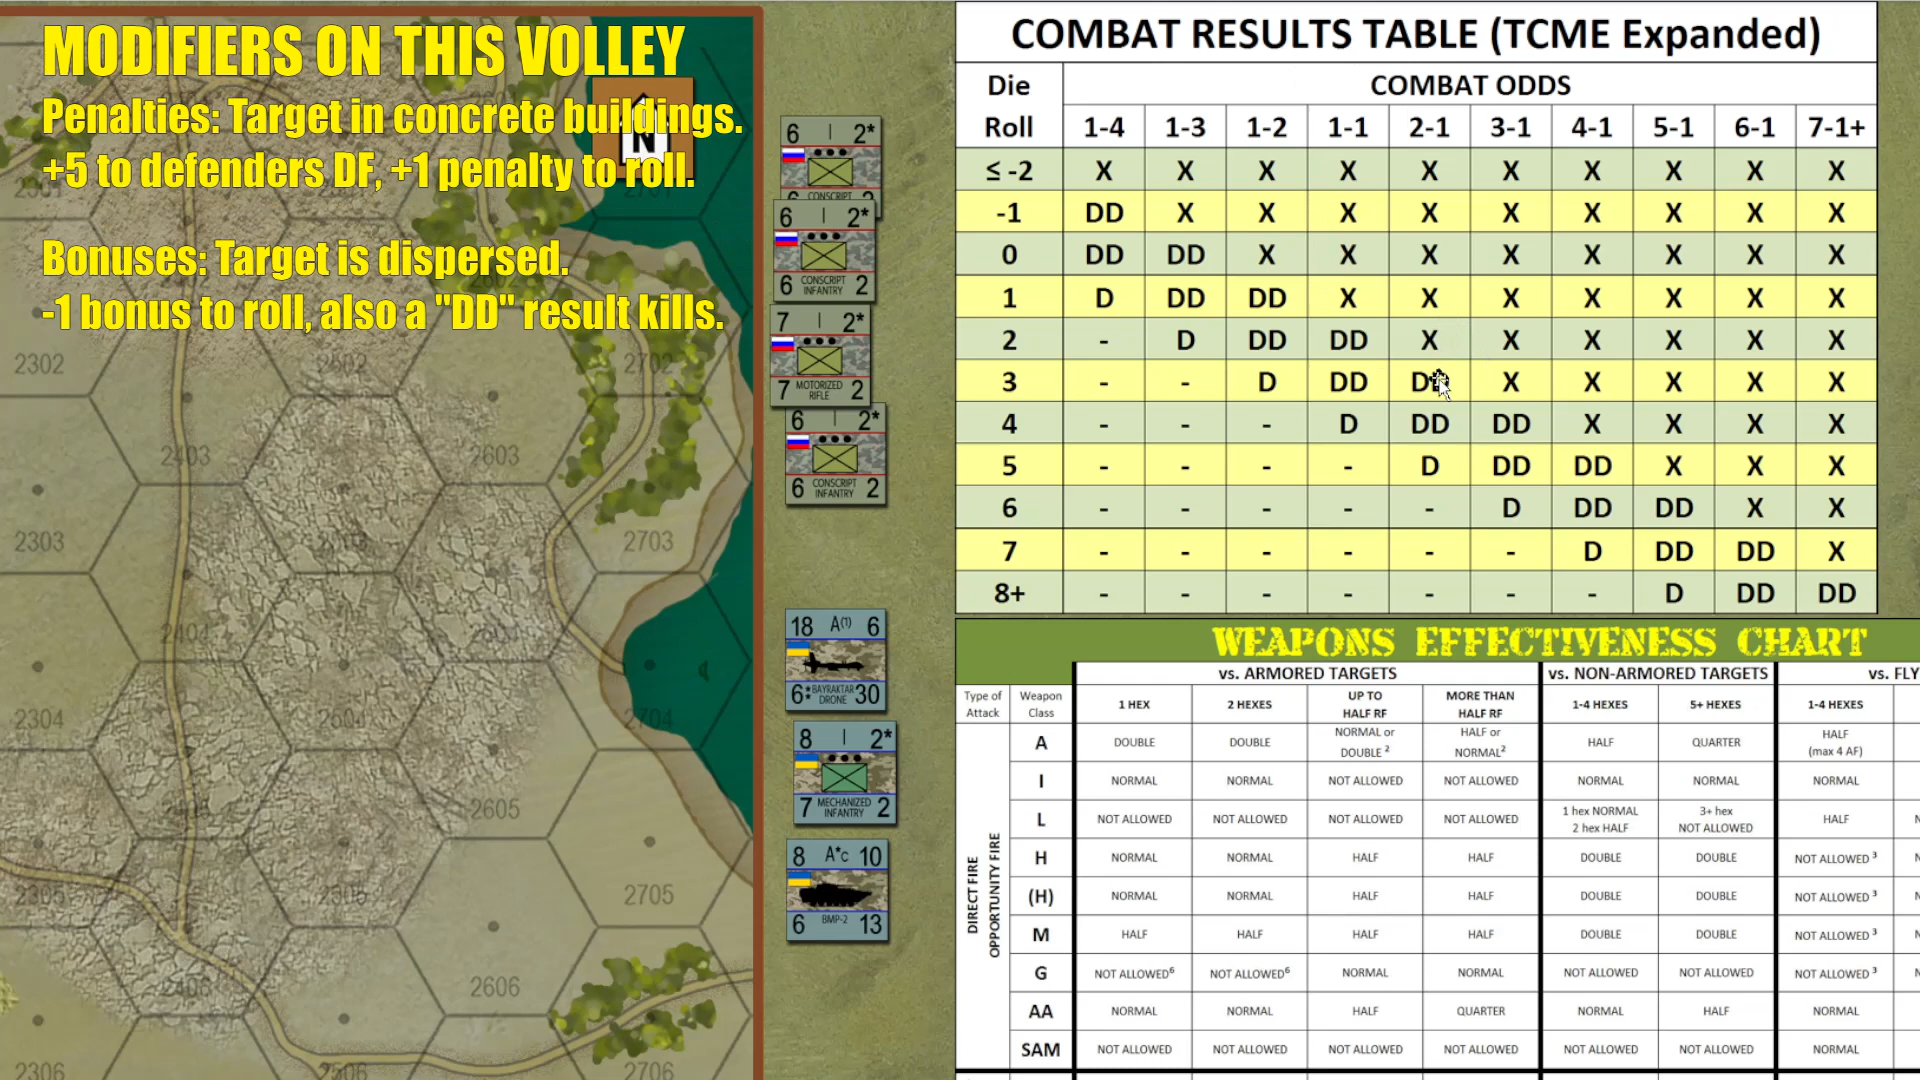 MODIFIERS ON THIS VOLLEY
Penalties: Target in concrete buildings.
+5 to defenders DF, +1 penalty to roll.
Bonuses: Target is dispersed.
-1 bonus to roll, also a "DD" result kills.
N
2302
2702
2403
2603
2303
2703
2304
2704
2605
2305
2705
2606
2306
2506
2706
6 I 2*
CONSCRIPT
6 I 2*
6 CONSCRIPT INFANTRY 2
7 I 2*
7 MOTORIZED RIFLE 2
6 I 2*
6 CONSCRIPT INFANTRY 2
18 A(1) 6
6* BAYRAKTAR DRONE 30
8 I 2*
7 MECHANIZED INFANTRY 2
8 A*c 10
6 BMP-2 13
COMBAT RESULTS TABLE (TCME Expanded)
Die Roll COMBAT ODDS
1-4 1-3 1-2 1-1 2-1 3-1 4-1 5-1 6-1 7-1+
≤ -2 X X X X X X X X X X
-1 DD X X X X X X X X X
0 DD DD X X X X X X X X
1 D DD DD X X X X X X X
2 - D DD DD X X X X X X
3 - - D DD D X X X X X
4 - - - D DD DD X X X X
5 - - - - D DD DD X X X
6 - - - - - D DD DD X X
7 - - - - - - D DD DD X
8+ - - - - - - - D DD DD
WEAPONS EFFECTIVENESS CHART
vs. ARMORED TARGETS vs. NON-ARMORED TARGETS vs. FLY
Type of Attack Weapon Class 1 HEX 2 HEXES UP TO HALF RF MORE THAN HALF RF 1-4 HEXES 5+ HEXES 1-4 HEXES
DIRECT FIRE
OPPORTUNITY FIRE
A DOUBLE DOUBLE NORMAL or DOUBLE ² HALF or NORMAL² HALF QUARTER HALF (max 4 AF)
I NORMAL NORMAL NOT ALLOWED NOT ALLOWED NORMAL NORMAL NORMAL
L NOT ALLOWED NOT ALLOWED NOT ALLOWED NOT ALLOWED 1 hex NORMAL 2 hex HALF 3+ hex NOT ALLOWED HALF
H NORMAL NORMAL HALF HALF DOUBLE DOUBLE NOT ALLOWED ³
(H) NORMAL NORMAL HALF HALF DOUBLE DOUBLE NOT ALLOWED ³
M HALF HALF HALF HALF DOUBLE DOUBLE NOT ALLOWED ³
G NOT ALLOWED⁶ NOT ALLOWED⁶ NORMAL NORMAL NOT ALLOWED NOT ALLOWED NOT ALLOWED ³
AA NORMAL NORMAL HALF QUARTER NORMAL HALF NORMAL
SAM NOT ALLOWED NOT ALLOWED NOT ALLOWED NOT ALLOWED NOT ALLOWED NOT ALLOWED NORMAL